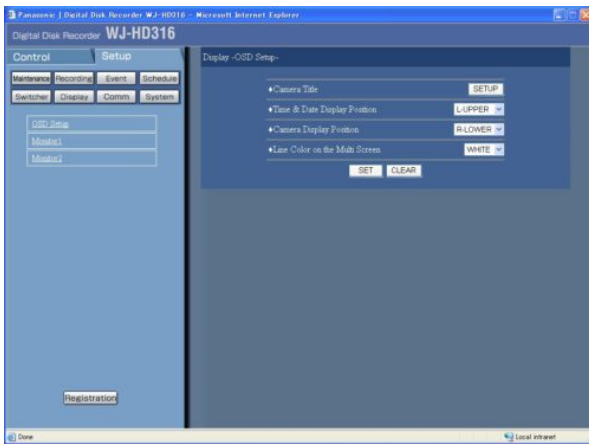 Panasonic | Digital Disk Recorder WJ-HD316 - Microsoft Internet Explorer
Digital Disk Recorder WJ-HD316
Control
Setup
Display -OSD Setup-
Maintenance Recording Event Schedule
Switcher Display Comm System
OSD Setup
Monitor1
Monitor2
♦Camera Title SETUP
♦Time & Date Display Position L-UPPER
♦Camera Display Position R-LOWER
♦Line Color on the Multi Screen WHITE
SET CLEAR
Registration
Done
Local intranet